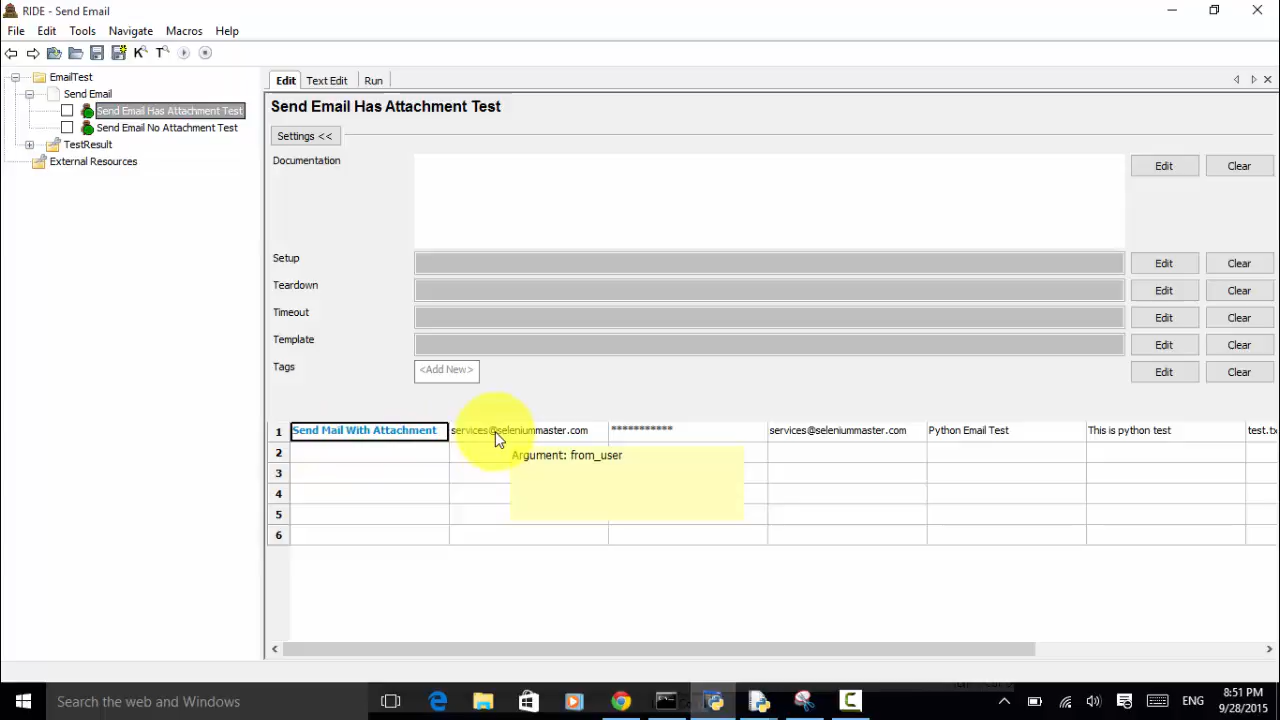 RIDE - Send Email
File Edit Tools Navigate Macros Help
K T
EmailTest
Send Email
Send Email Has Attachment Test
Send Email No Attachment Test
TestResult
External Resources
Edit Text Edit Run
Send Email Has Attachment Test
Settings <<
Documentation Edit Clear
Setup Edit Clear
Teardown Edit Clear
Timeout Edit Clear
Template Edit Clear
Tags <Add New> Edit Clear
1 Send Mail With Attachment services@seleniummaster.com *********** services@seleniummaster.com Python Email Test This is python test test.tx
2
Argument: from_user
3
4
5
6
Search the web and Windows
ENG
8:51 PM
9/28/2015